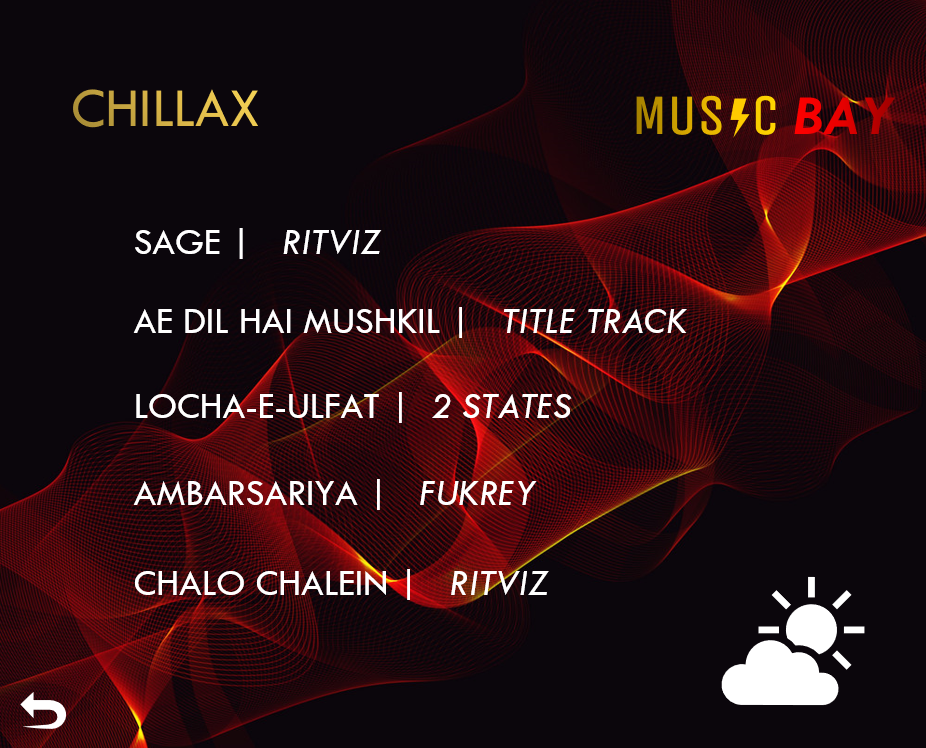 CHILLAX
MUSIC BAY
SAGE | RITVIZ
AE DIL HAI MUSHKIL | TITLE TRACK
LOCHA-E-ULFAT | 2 STATES
AMBARSARIYA | FUKREY
CHALO CHALEIN | RITVIZ